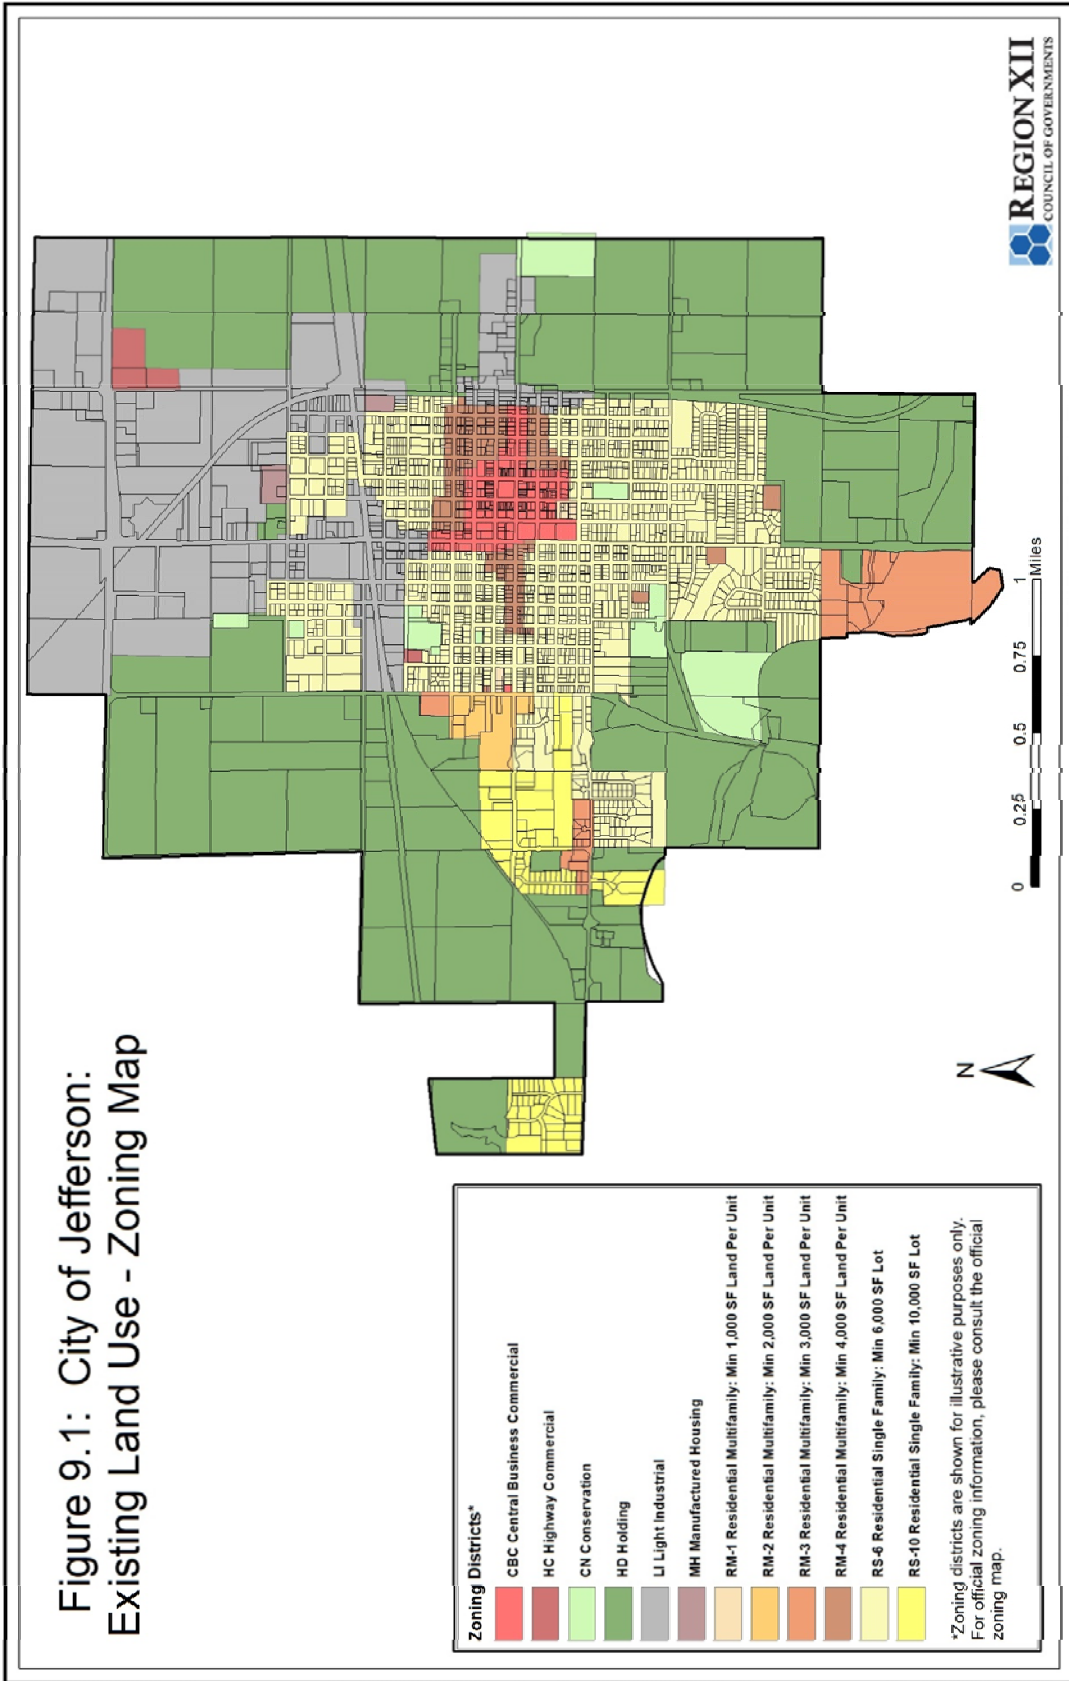 Figure 9.1: City of Jefferson:
Existing Land Use - Zoning Map
Zoning Districts*
CBC Central Business Commercial
HC Highway Commercial
CN Conservation
HD Holding
LI Light Industrial
MH Manufactured Housing
RM-1 Residential Multifamily: Min 1,000 SF Land Per Unit
RM-2 Residential Multifamily: Min 2,000 SF Land Per Unit
RM-3 Residential Multifamily: Min 3,000 SF Land Per Unit
RM-4 Residential Multifamily: Min 4,000 SF Land Per Unit
RS-6 Residential Single Family: Min 6,000 SF Lot
RS-10 Residential Single Family: Min 10,000 SF Lot
*Zoning districts are shown for illustrative purposes only.
For official zoning information, please consult the official
zoning map.
N
0 0.25 0.5 0.75 1 Miles
REGION XII
COUNCIL OF GOVERNMENTS